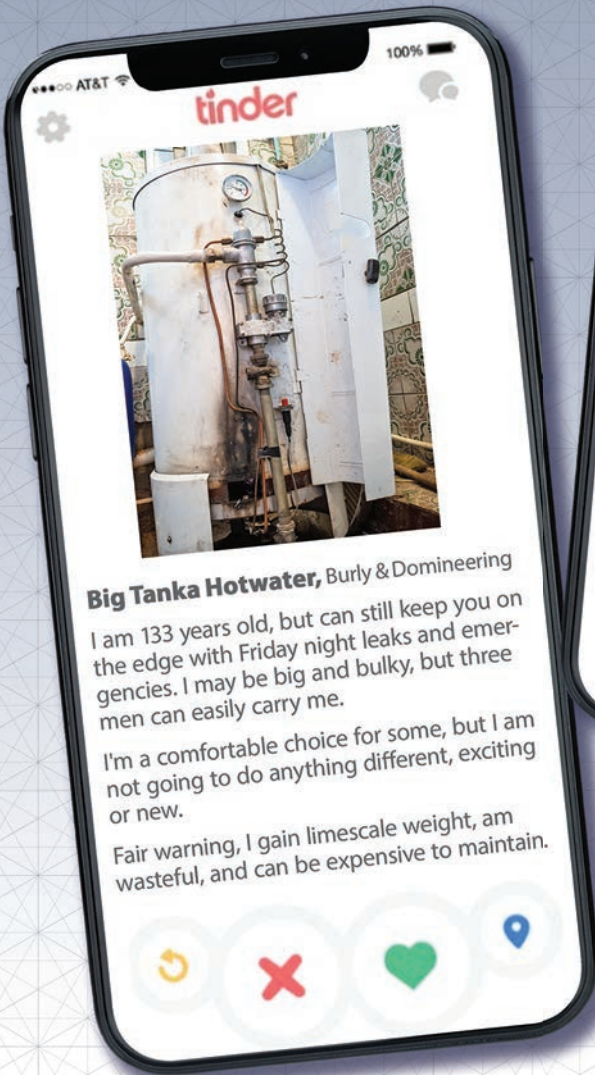 AT&T
100%
tinder
Big Tanka Hotwater, Burly & Domineering
I am 133 years old, but can still keep you on
the edge with Friday night leaks and emer-
gencies. I may be big and bulky, but three
men can easily carry me.
I'm a comfortable choice for some, but I am
not going to do anything different, exciting
or new.
Fair warning, I gain limescale weight, am
wasteful, and can be expensive to maintain.